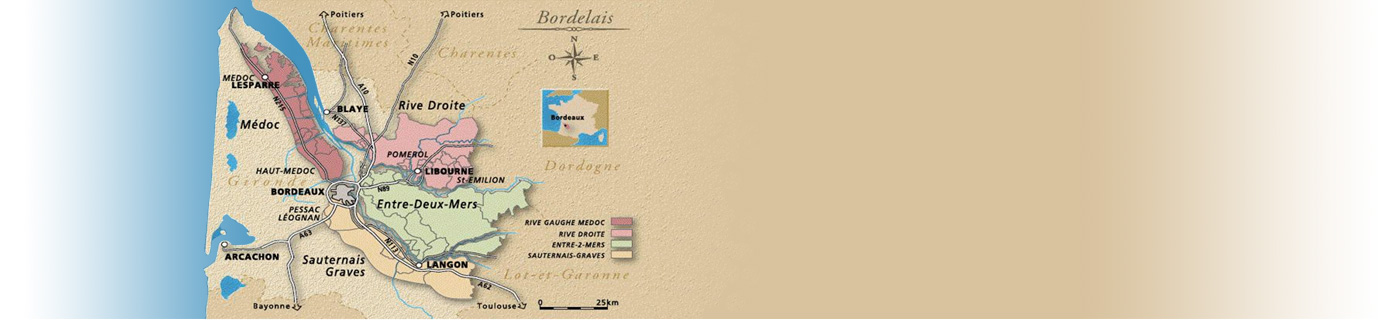 Poitiers
Poitiers
Bordelais
Charentes
Maritimes
Charentes
N
O
E
S
N10
A10
MEDOC
LESPARRE
N215
BLAYE
N137
Rive Droite
Bordeaux
Médoc
POMEROL
Dordogne
HAUT-MEDOC
LIBOURNE
St-EMILION
Gironde
BORDEAUX
N89
Entre-Deux-Mers
PESSAC
LÉOGNAN
A63
N113
RIVE GAUGHE MEDOC
RIVE DROITE
ENTRE-2-MERS
SAUTERNAIS-GRAVES
ARCACHON
Sauternais
Graves
LANGON
Lot-et-Garonne
A62
Bayonne
Toulouse
0
25km